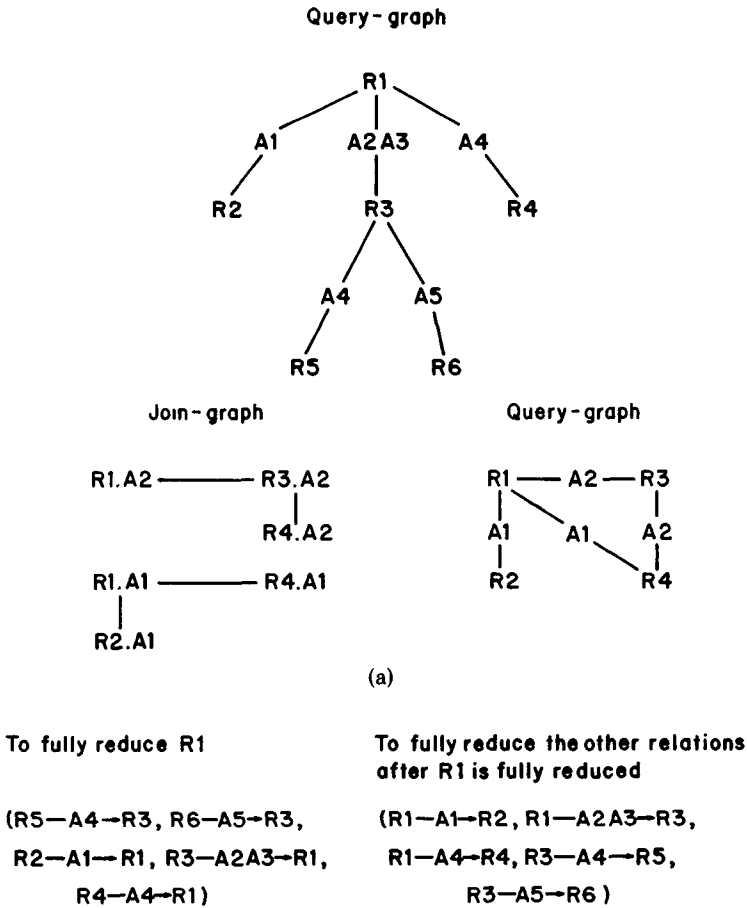 Query-graph
R1
A1 A2 A3 A4
R2 R3 R4
A4 A5
R5 R6
Join-graph
R1.A2 R3.A2
R4.A2
R1.A1 R4.A1
R2.A1
Query-graph
R1 A2 R3
A1 A1 A2
R2 R4
(a)
To fully reduce R1
(R5—A4→R3, R6—A5→R3,
R2—A1→R1, R3—A2A3→R1,
R4—A4→R1)
To fully reduce the other relations
after R1 is fully reduced
(R1—A1→R2, R1—A2A3→R3,
R1—A4→R4, R3—A4→R5,
R3—A5→R6)